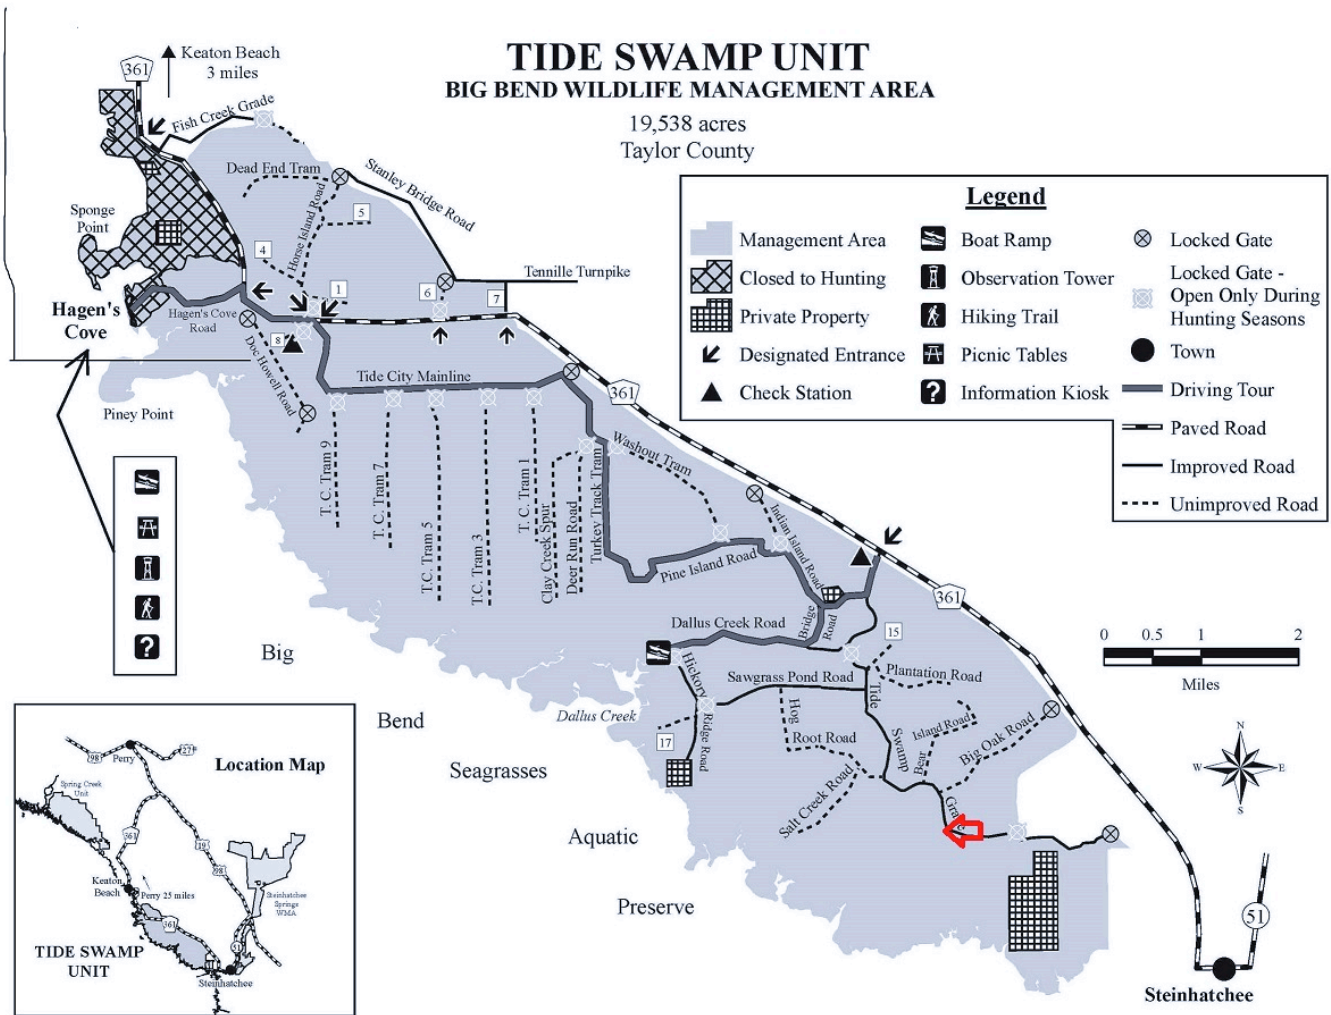 TIDE SWAMP UNIT
BIG BEND WILDLIFE MANAGEMENT AREA
19,538 acres
Taylor County
361
Keaton Beach
3 miles
Fish Creek Grade
Dead End Tram
Stanley Bridge Road
Horse Island Road
5
4
Sponge
Point
1
6
7
Tennille Turnpike
Hagen's
Cove
Hagen's Cove
Road
8
Doc Howell Road
Tide City Mainline
361
Piney Point
T. C. Tram 9
T. C. Tram 7
T.C. Tram 5
T.C. Tram 3
T.C. Tram 1
Clay Creek Spur
Deer Run Road
Turkey Track Tram
Washout Tram
Indian Island Road
Pine Island Road
Bridge
Road
361
Dallus Creek Road
15
Plantation Road
Hickory
Ridge Road
Sawgrass Pond Road
Tide
Swamp
Grade
Hog
Root Road
Bear
Island Road
Big Oak Road
Salt Creek Road
17
Dallus Creek
Big
Bend
Seagrasses
Aquatic
Preserve
51
Steinhatchee
Legend
Management Area
Closed to Hunting
Private Property
Designated Entrance
Check Station
Boat Ramp
Observation Tower
Hiking Trail
Picnic Tables
?
Information Kiosk
Locked Gate
Locked Gate -
Open Only During
Hunting Seasons
Town
Driving Tour
Paved Road
Improved Road
Unimproved Road
?
0 0.5 1 2
Miles
N
W E
S
Location Map
98
27
Perry
Spring Creek
Unit
361
19
98
Keaton
Beach
Perry 25 miles
Steinhatchee
Springs
WMA
361
51
TIDE SWAMP
UNIT
Steinhatchee